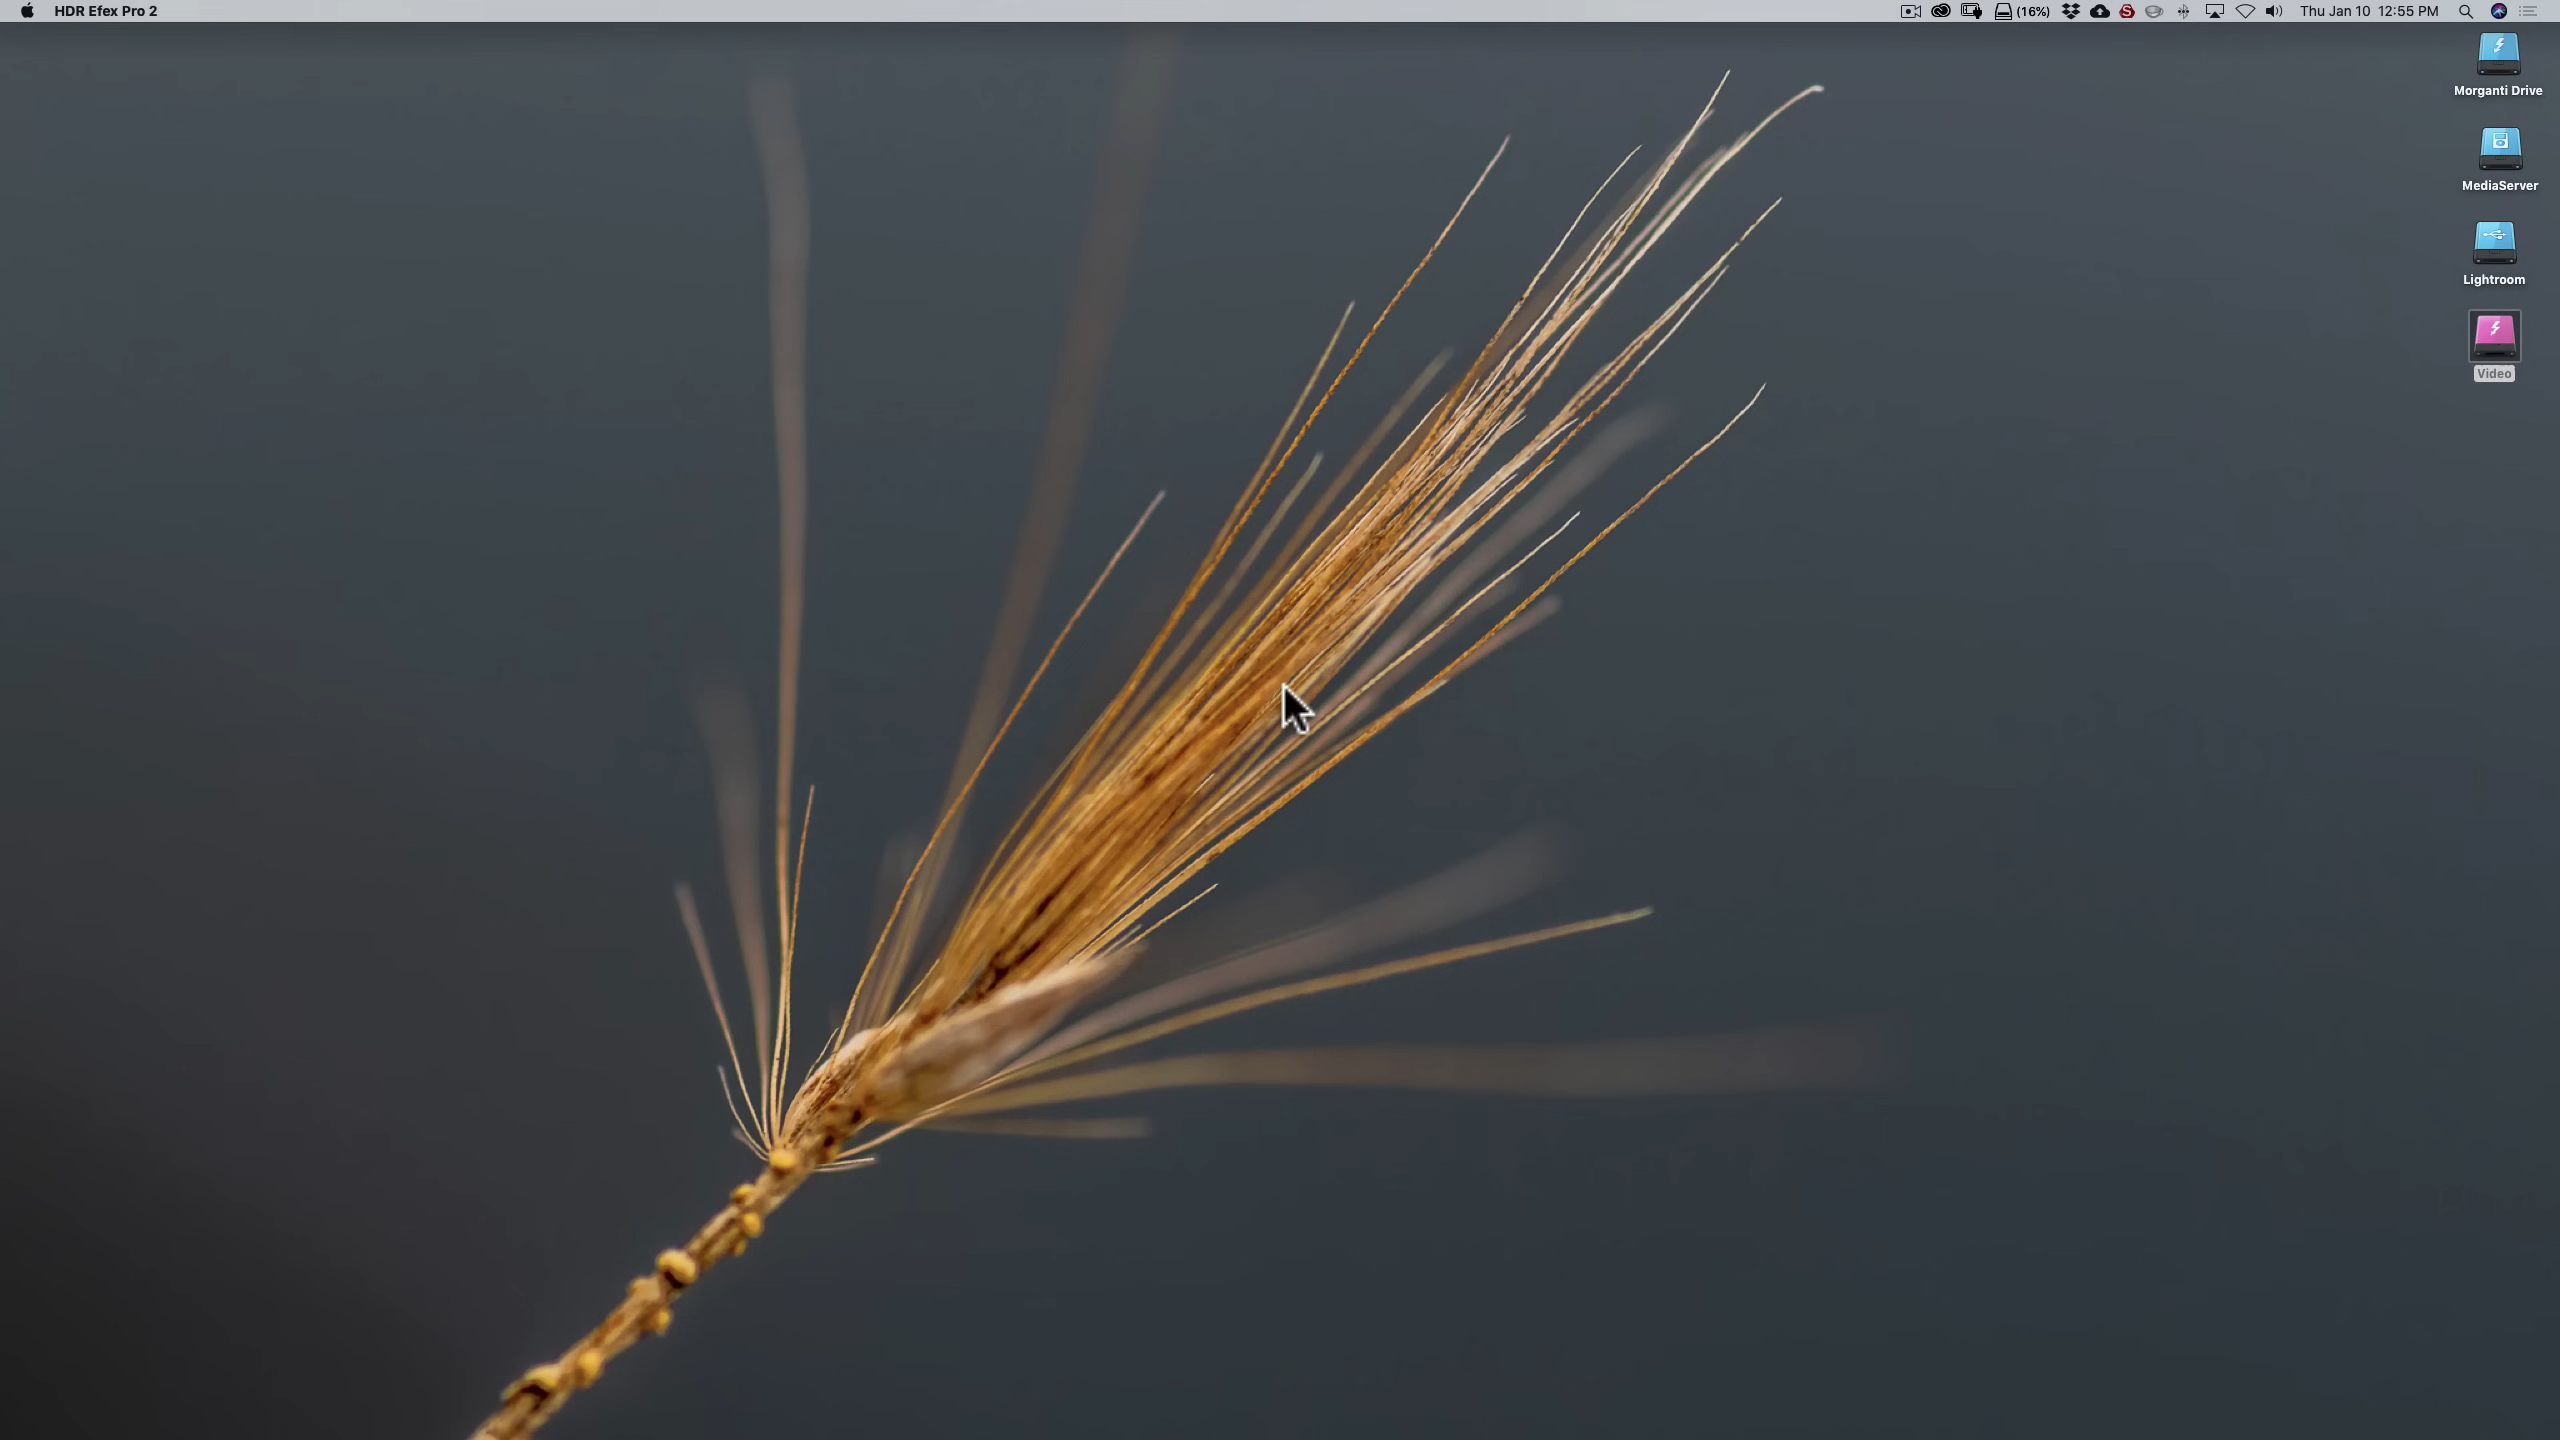 HDR Efex Pro 2
(16%) Thu Jan 10 12:55 PM
Morganti Drive
MediaServer
Lightroom
Video